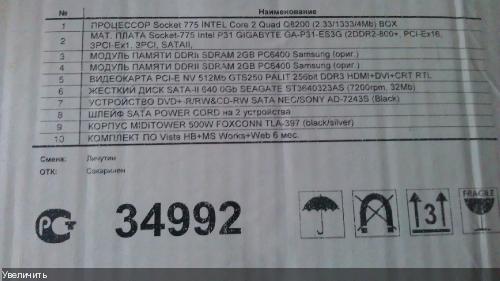 № Наименование
1 ПРОЦЕССОР Socket 775 INTEL Core 2 Quad Q8200 (2.33/1333/4Mb) BOX
2 МАТ. ПЛАТА Socket-775 Intel P31 GIGABYTE GA-P31-ES3G (2DDR2-800+, PCI-Ex16,
3PCI-Ex1, 3PCI, SATAII,
3 МОДУЛЬ ПАМЯТИ DDRII SDRAM 2GB PC6400 Samsung (ориг.)
4 МОДУЛЬ ПАМЯТИ DDRII SDRAM 2GB PC6400 Samsung (ориг.)
5 ВИДЕОКАРТА PCI-E NV 512Mb GTS250 PALIT 256bit DDR3 HDMI+DVI+CRT RTL
6 ЖЕСТКИЙ ДИСК SATA-II 640 0Gb SEAGATE ST3640323AS (7200rpm, 32Mb)
7 УСТРОЙСТВО DVD+-R/RW&CD-RW SATA NEC/SONY AD-7243S (Black)
8 ШЛЕЙФ SATA POWER CORD на 2 устройства
9 КОРПУС MIDITOWER 500W FOXCONN TLA-397 (black/silver)
10 КОМПЛЕКТ ПО Vista HB+MS Works+Web 6 мес.
Смена: Личутин
ОТК: Сакаринен
РСТ 34992 3 FRAGILE
Увеличить